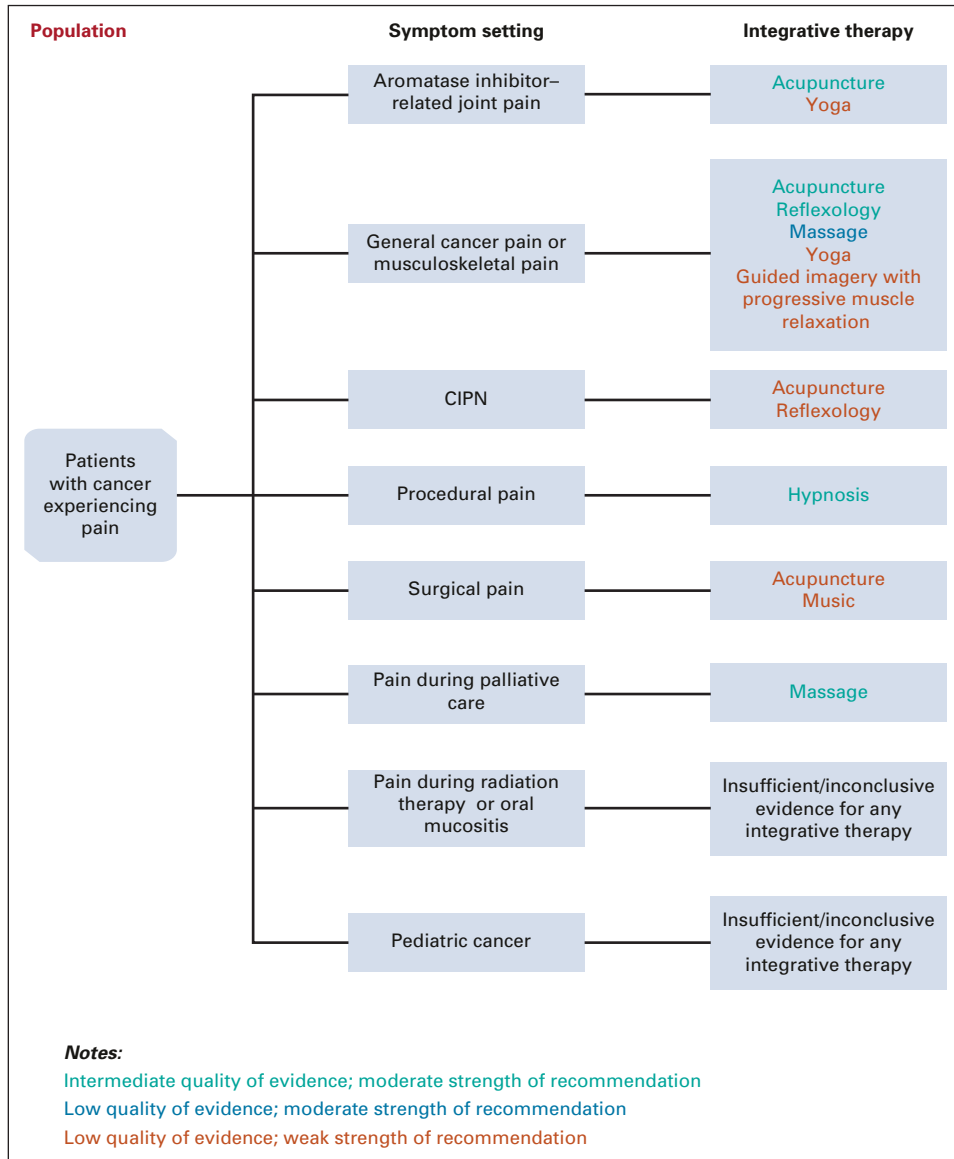 Population
Symptom setting
Integrative therapy
Patients
with cancer
experiencing
pain
Aromatase inhibitor–
related joint pain
Acupuncture
Yoga
General cancer pain or
musculoskeletal pain
Acupuncture
Reflexology
Massage
Yoga
Guided imagery with
progressive muscle
relaxation
CIPN
Acupuncture
Reflexology
Procedural pain
Hypnosis
Surgical pain
Acupuncture
Music
Pain during palliative
care
Massage
Pain during radiation
therapy or oral
mucositis
Insufficient/inconclusive
evidence for any
integrative therapy
Pediatric cancer
Insufficient/inconclusive
evidence for any
integrative therapy
Notes:
Intermediate quality of evidence; moderate strength of recommendation
Low quality of evidence; moderate strength of recommendation
Low quality of evidence; weak strength of recommendation